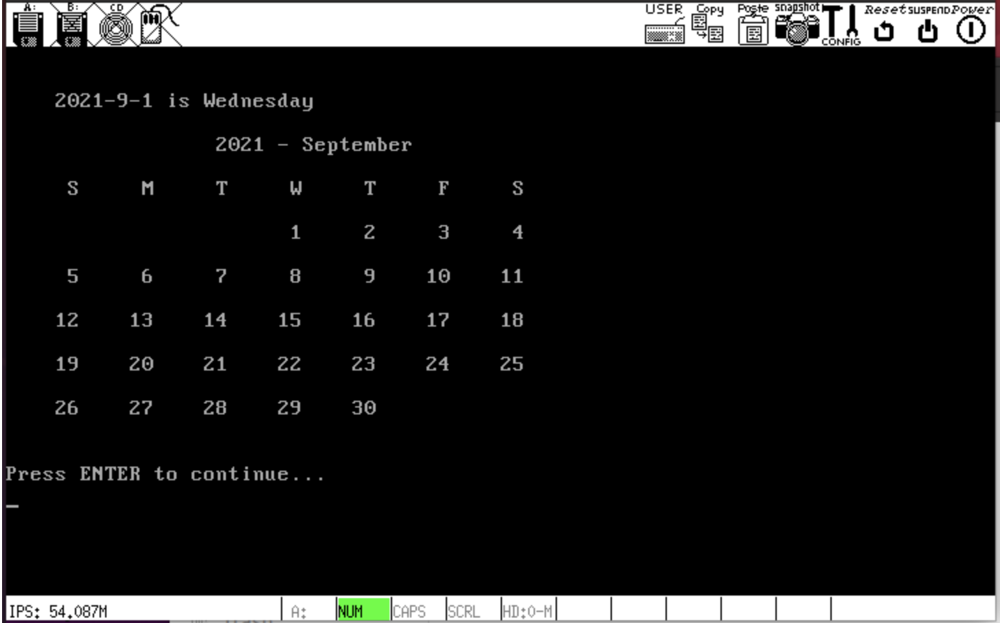 A: B: CD USER Copy Paste snapshot CONFIG Reset SUSPEND Power
2021-9-1 is Wednesday
2021 - September
S M T W T F S
1 2 3 4
5 6 7 8 9 10 11
12 13 14 15 16 17 18
19 20 21 22 23 24 25
26 27 28 29 30
Press ENTER to continue...
IPS: 54.087M A: NUM CAPS SCRL HD:0-M